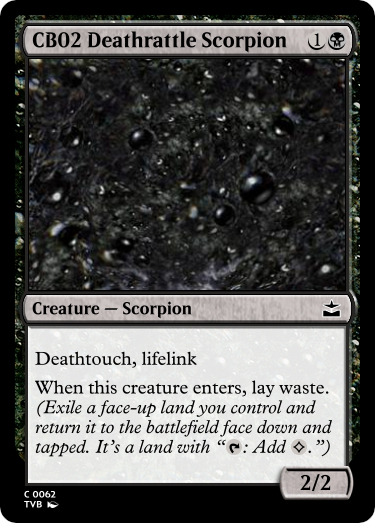 CB02 Deathrattle Scorpion 1
Creature — Scorpion
Deathtouch, lifelink
When this creature enters, lay waste.
(Exile a face-up land you control and
return it to the battlefield face down and
tapped. It's a land with “: Add .”)
2/2
C 0062
TVB